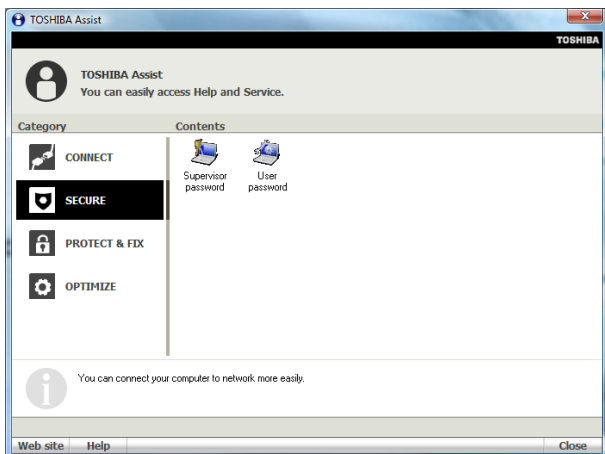 TOSHIBA Assist
TOSHIBA
TOSHIBA Assist
You can easily access Help and Service.
Category
Contents
CONNECT
SECURE
PROTECT & FIX
OPTIMIZE
Supervisor password
User password
You can connect your computer to network more easily.
Web site
Help
Close